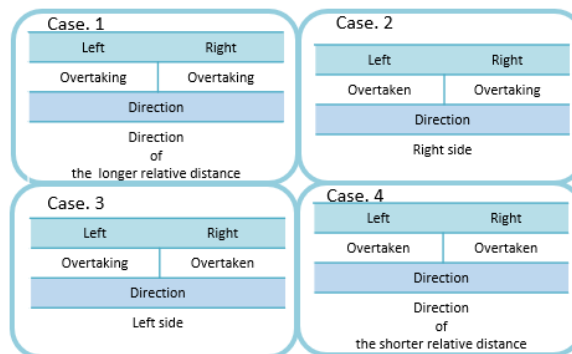 Case. 1
Left Right
Overtaking Overtaking
Direction
Direction
of
the longer relative distance
Case. 2
Left Right
Overtaken Overtaking
Direction
Right side
Case. 3
Left Right
Overtaking Overtaken
Direction
Left side
Case. 4
Left Right
Overtaken Overtaken
Direction
Direction
of
the shorter relative distance